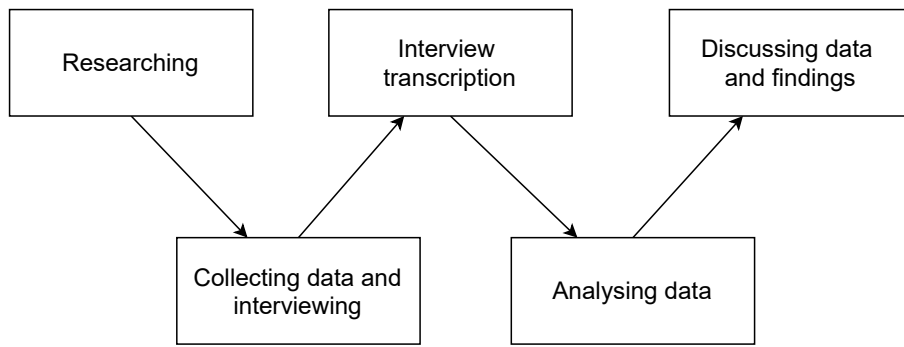 Researching
Collecting data and
interviewing
Interview
transcription
Analysing data
Discussing data
and findings